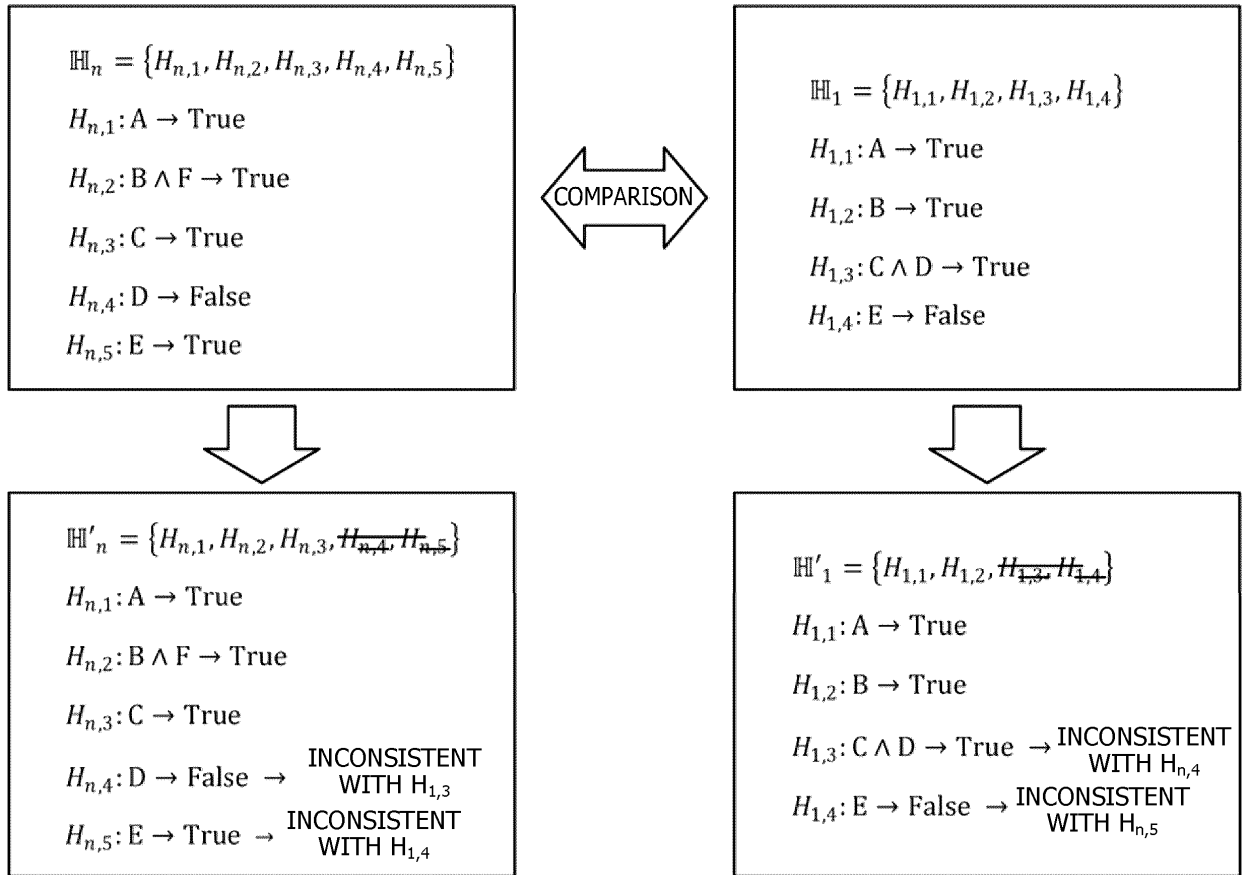 ℍₙ = {Hₙ,₁, Hₙ,₂, Hₙ,₃, Hₙ,₄, Hₙ,₅}
Hₙ,₁: A → True
Hₙ,₂: B ∧ F → True
Hₙ,₃: C → True
Hₙ,₄: D → False
Hₙ,₅: E → True
COMPARISON
ℍ₁ = {H₁,₁, H₁,₂, H₁,₃, H₁,₄}
H₁,₁: A → True
H₁,₂: B → True
H₁,₃: C ∧ D → True
H₁,₄: E → False
ℍ′ₙ = {Hₙ,₁, Hₙ,₂, Hₙ,₃, Hₙ,₄, Hₙ,₅}
Hₙ,₁: A → True
Hₙ,₂: B ∧ F → True
Hₙ,₃: C → True
Hₙ,₄: D → False → INCONSISTENT
WITH H₁,₃
Hₙ,₅: E → True → INCONSISTENT
WITH H₁,₄
ℍ′₁ = {H₁,₁, H₁,₂, H₁,₃, H₁,₄}
H₁,₁: A → True
H₁,₂: B → True
H₁,₃: C ∧ D → True → INCONSISTENT
WITH Hₙ,₄
H₁,₄: E → False → INCONSISTENT
WITH Hₙ,₅